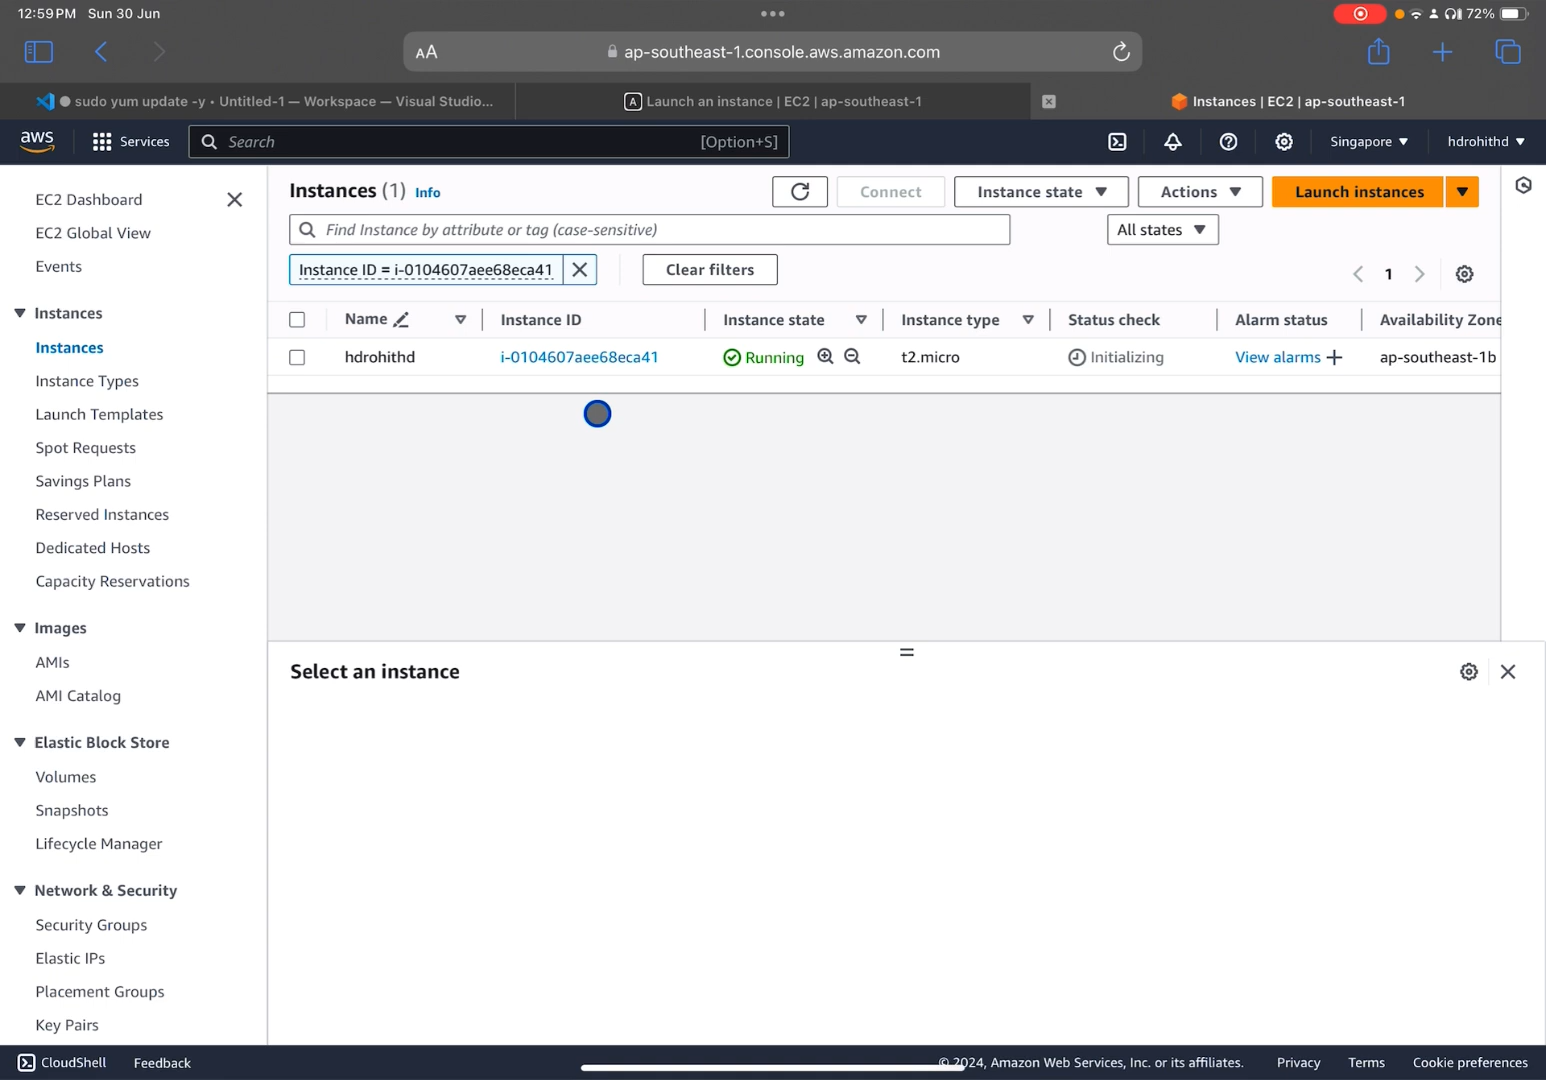 12:59 PM Sun 30 Jun
72%
AA
ap-southeast-1.console.aws.amazon.com
sudo yum update -y • Untitled-1 — Workspace — Visual Studio...
A Launch an instance | EC2 | ap-southeast-1
Instances | EC2 | ap-southeast-1
aws
Services
Search
[Option+S]
Singapore
hdrohithd
EC2 Dashboard
EC2 Global View
Events
Instances
Instances
Instance Types
Launch Templates
Spot Requests
Savings Plans
Reserved Instances
Dedicated Hosts
Capacity Reservations
Images
AMIs
AMI Catalog
Elastic Block Store
Volumes
Snapshots
Lifecycle Manager
Network & Security
Security Groups
Elastic IPs
Placement Groups
Key Pairs
Instances (1) Info
Connect
Instance state
Actions
Launch instances
Find Instance by attribute or tag (case-sensitive)
All states
Instance ID = i-0104607aee68eca41
Clear filters
1
Name
Instance ID
Instance state
Instance type
Status check
Alarm status
Availability Zone
hdrohithd
i-0104607aee68eca41
Running
t2.micro
Initializing
View alarms
ap-southeast-1b
Select an instance
CloudShell
Feedback
© 2024, Amazon Web Services, Inc. or its affiliates.
Privacy
Terms
Cookie preferences